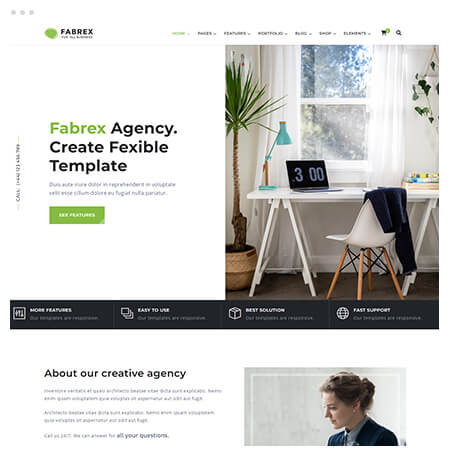 FABREX
FOR ALL BUSINESS
HOME PAGES FEATURES PORTFOLIO BLOG SHOP ELEMENTS
Fabrex Agency.
Create Fexible
Template
Duis aute irure dolor in reprehenderit in voluptate
velit esse cillum dolore eu fugiat nulla pariatur.
SEE FEATURES
CALL : (+44) 123 456 789
3 00
MORE FEATURES
Our templates are responsive.
EASY TO USE
Our templates are responsive.
BEST SOLUTION
Our templates are responsive.
FAST SUPPORT
Our templates are responsive.
About our creative agency
Inventore veritatis et quasi architecto beatae vitae dicta sunt explicabo.
Nemo enim ipsam voluptatem quia voluptas sit aspernatur aut odit aut fugit.
Architecto beatae vitae dicta sunt explicabo. Nemo enim ipsam voluptatem
quia voluptas sit aspernatur aut odit aut fugit.
Call us 24/7. We can answer for all your questions.